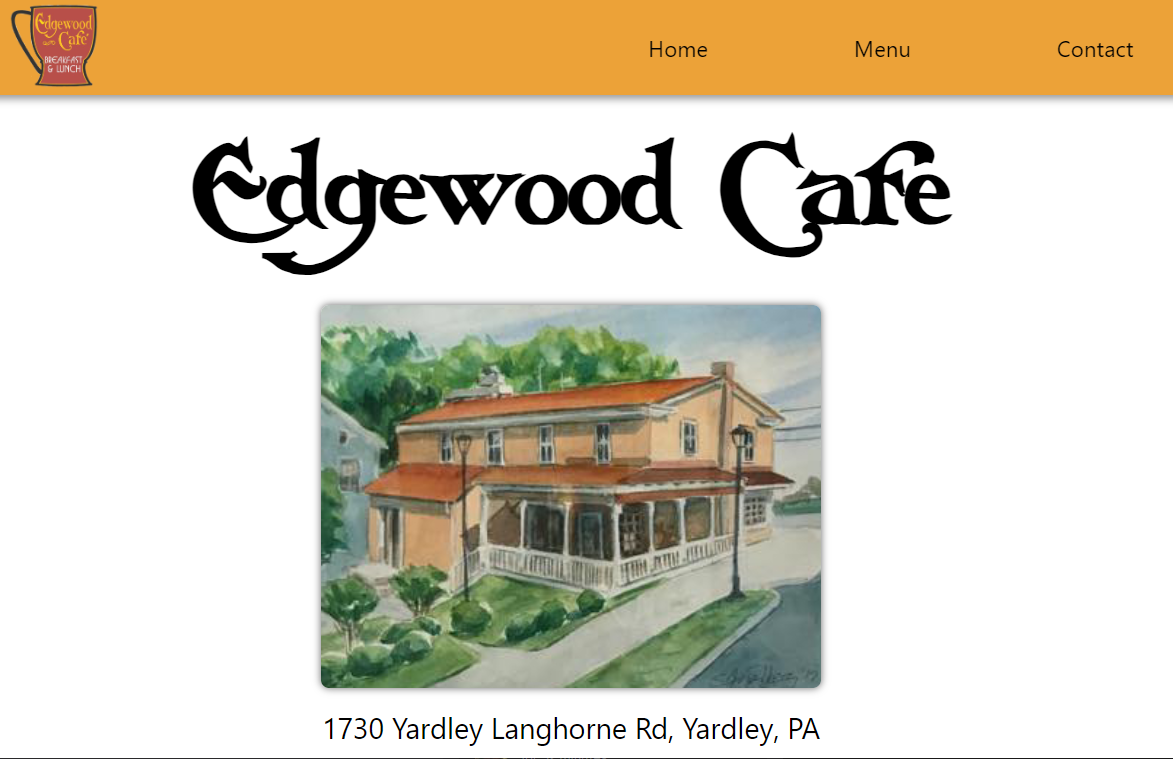 Edgewood
Cafe
BREAKFAST
& LUNCH
Home
Menu
Contact
Edgewood Cafe
1730 Yardley Langhorne Rd, Yardley, PA